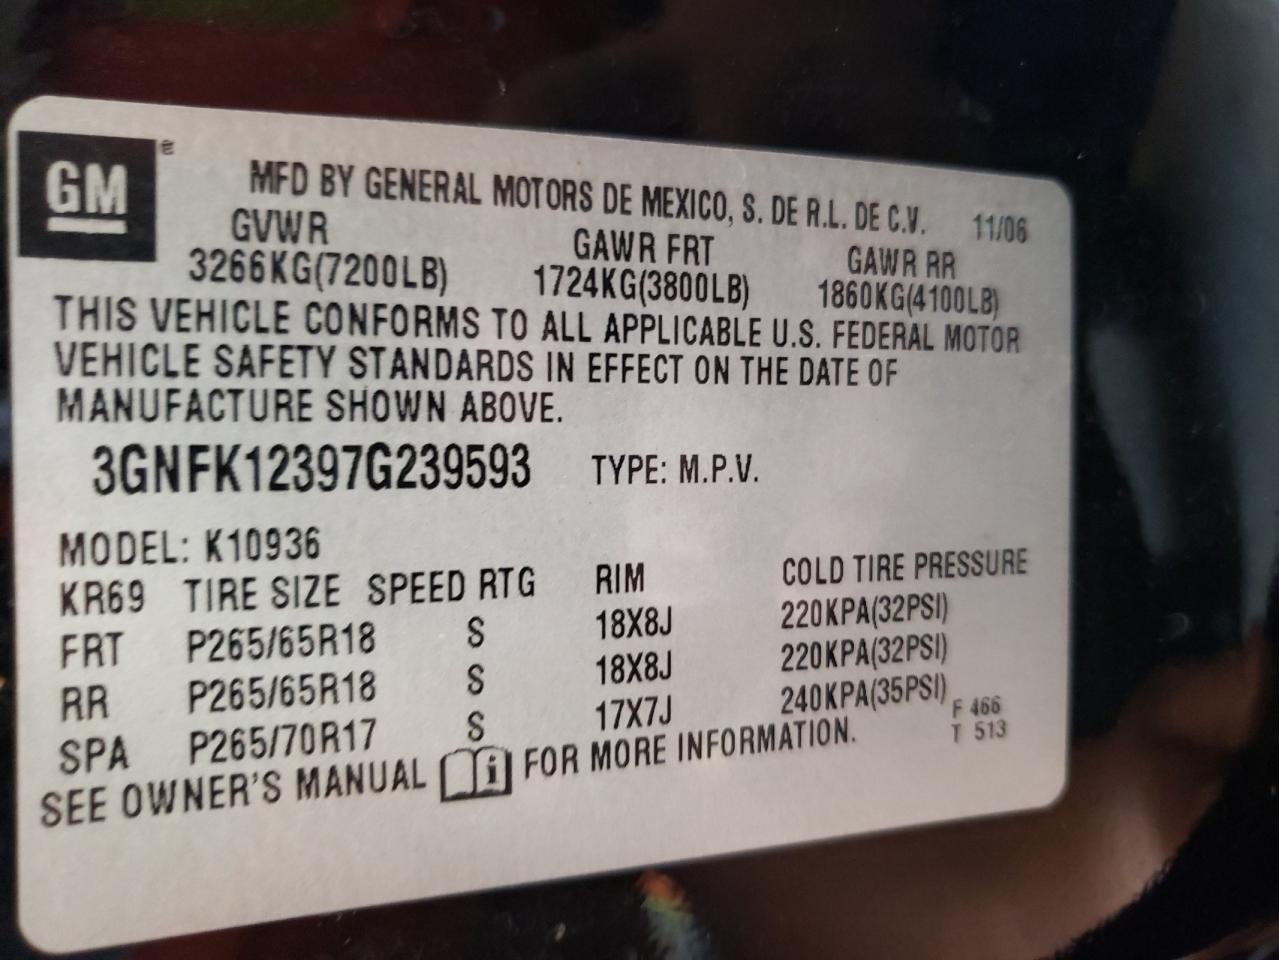 GM®
MFD BY GENERAL MOTORS DE MEXICO, S. DE R.L. DE C.V. 11/06
GVWR GAWR FRT GAWR RR
3266KG(7200LB) 1724KG(3800LB) 1860KG(4100LB)
THIS VEHICLE CONFORMS TO ALL APPLICABLE U.S. FEDERAL MOTOR
VEHICLE SAFETY STANDARDS IN EFFECT ON THE DATE OF
MANUFACTURE SHOWN ABOVE.
3GNFK12397G239593 TYPE: M.P.V.
MODEL: K10936
KR69 TIRE SIZE SPEED RTG RIM COLD TIRE PRESSURE
FRT P265/65R18 S 18X8J 220KPA(32PSI)
RR P265/65R18 S 18X8J 220KPA(32PSI)
SPA P265/70R17 S 17X7J 240KPA(35PSI)
SEE OWNER'S MANUAL i FOR MORE INFORMATION.
F 466
T 513